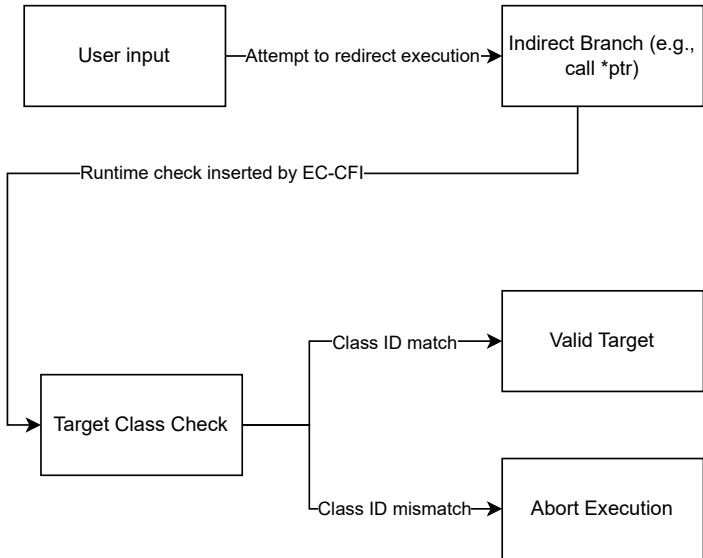 User input
Attempt to redirect execution
Indirect Branch (e.g.,
call *ptr)
Runtime check inserted by EC-CFI
Class ID match
Valid Target
Target Class Check
Class ID mismatch
Abort Execution